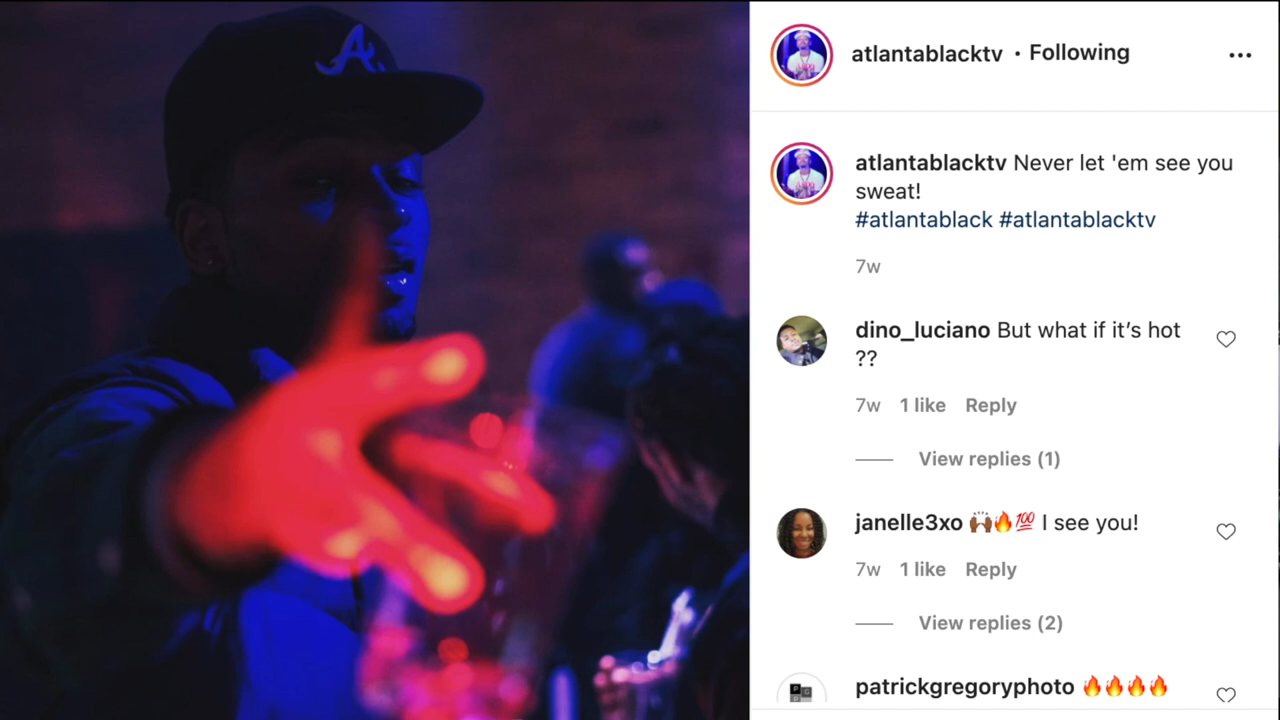 A
atlantablacktv • Following
atlantablacktv Never let 'em see you
sweat!
#atlantablack #atlantablacktv
7w
dino_luciano But what if it’s hot
??
7w 1 like Reply
View replies (1)
janelle3xo 🙌🏾🔥💯 I see you!
7w 1 like Reply
View replies (2)
P
G
patrickgregoryphoto 🔥🔥🔥🔥